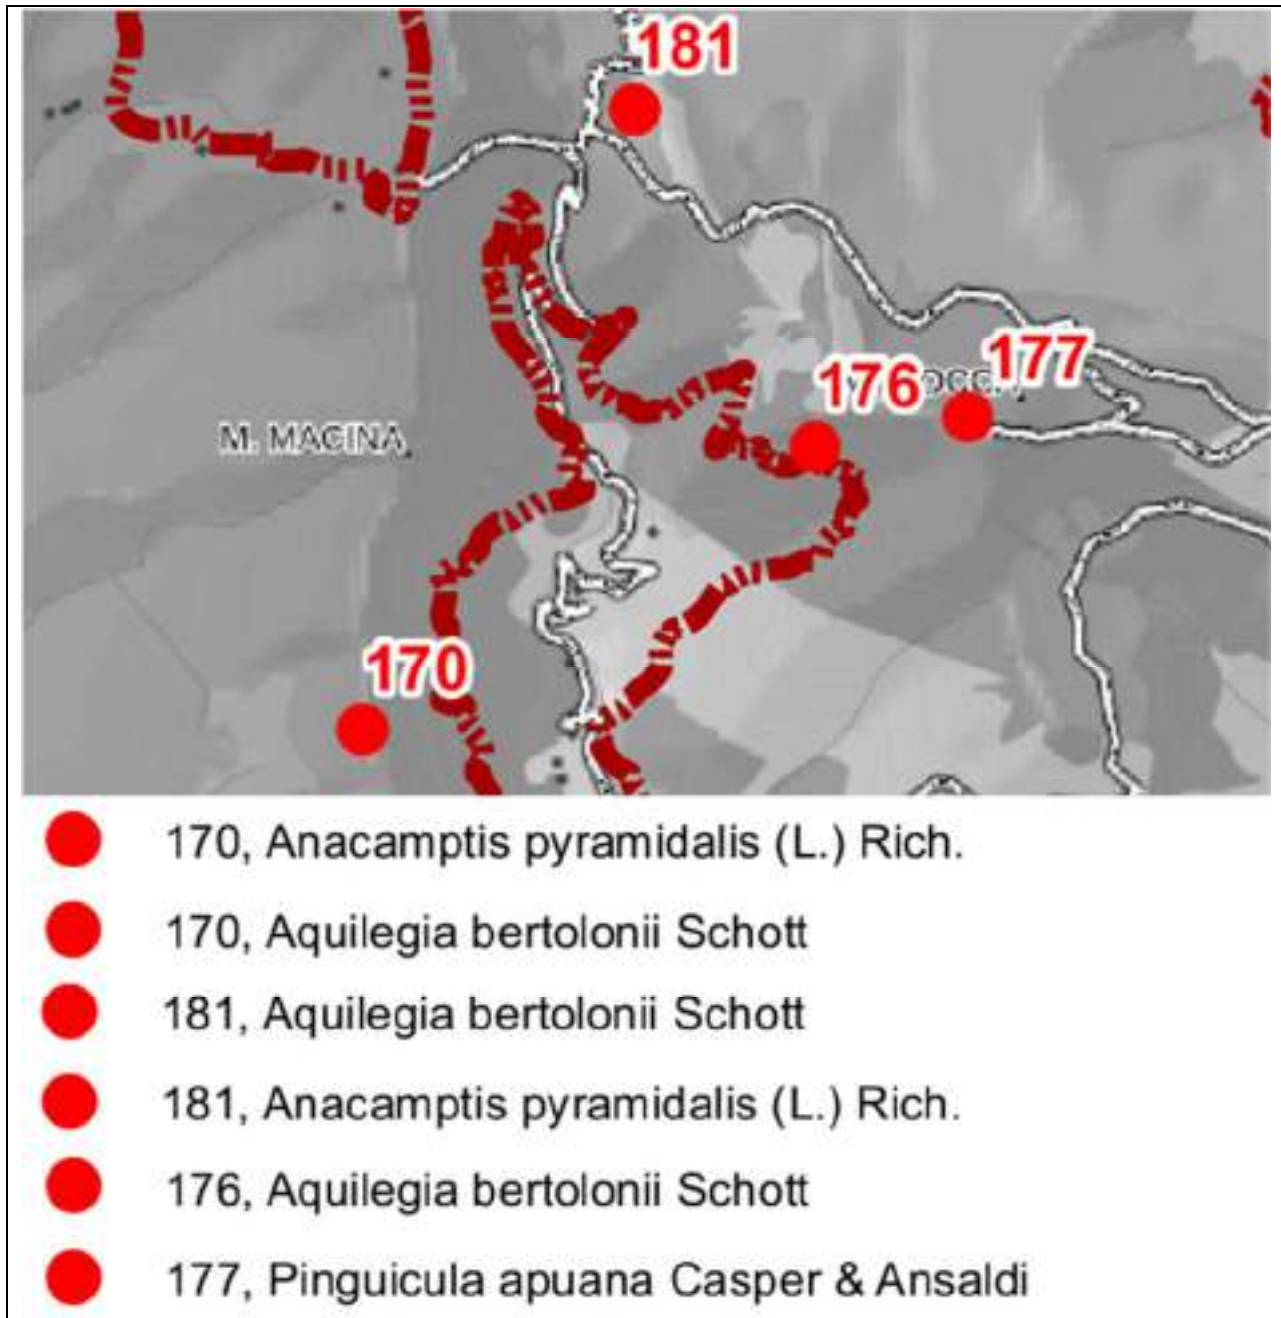 181
177
176
M. MACINA
170
170, Anacamptis pyramidalis (L.) Rich.
170, Aquilegia bertolonii Schott
181, Aquilegia bertolonii Schott
181, Anacamptis pyramidalis (L.) Rich.
176, Aquilegia bertolonii Schott
177, Pinguicula apuana Casper & Ansaldi